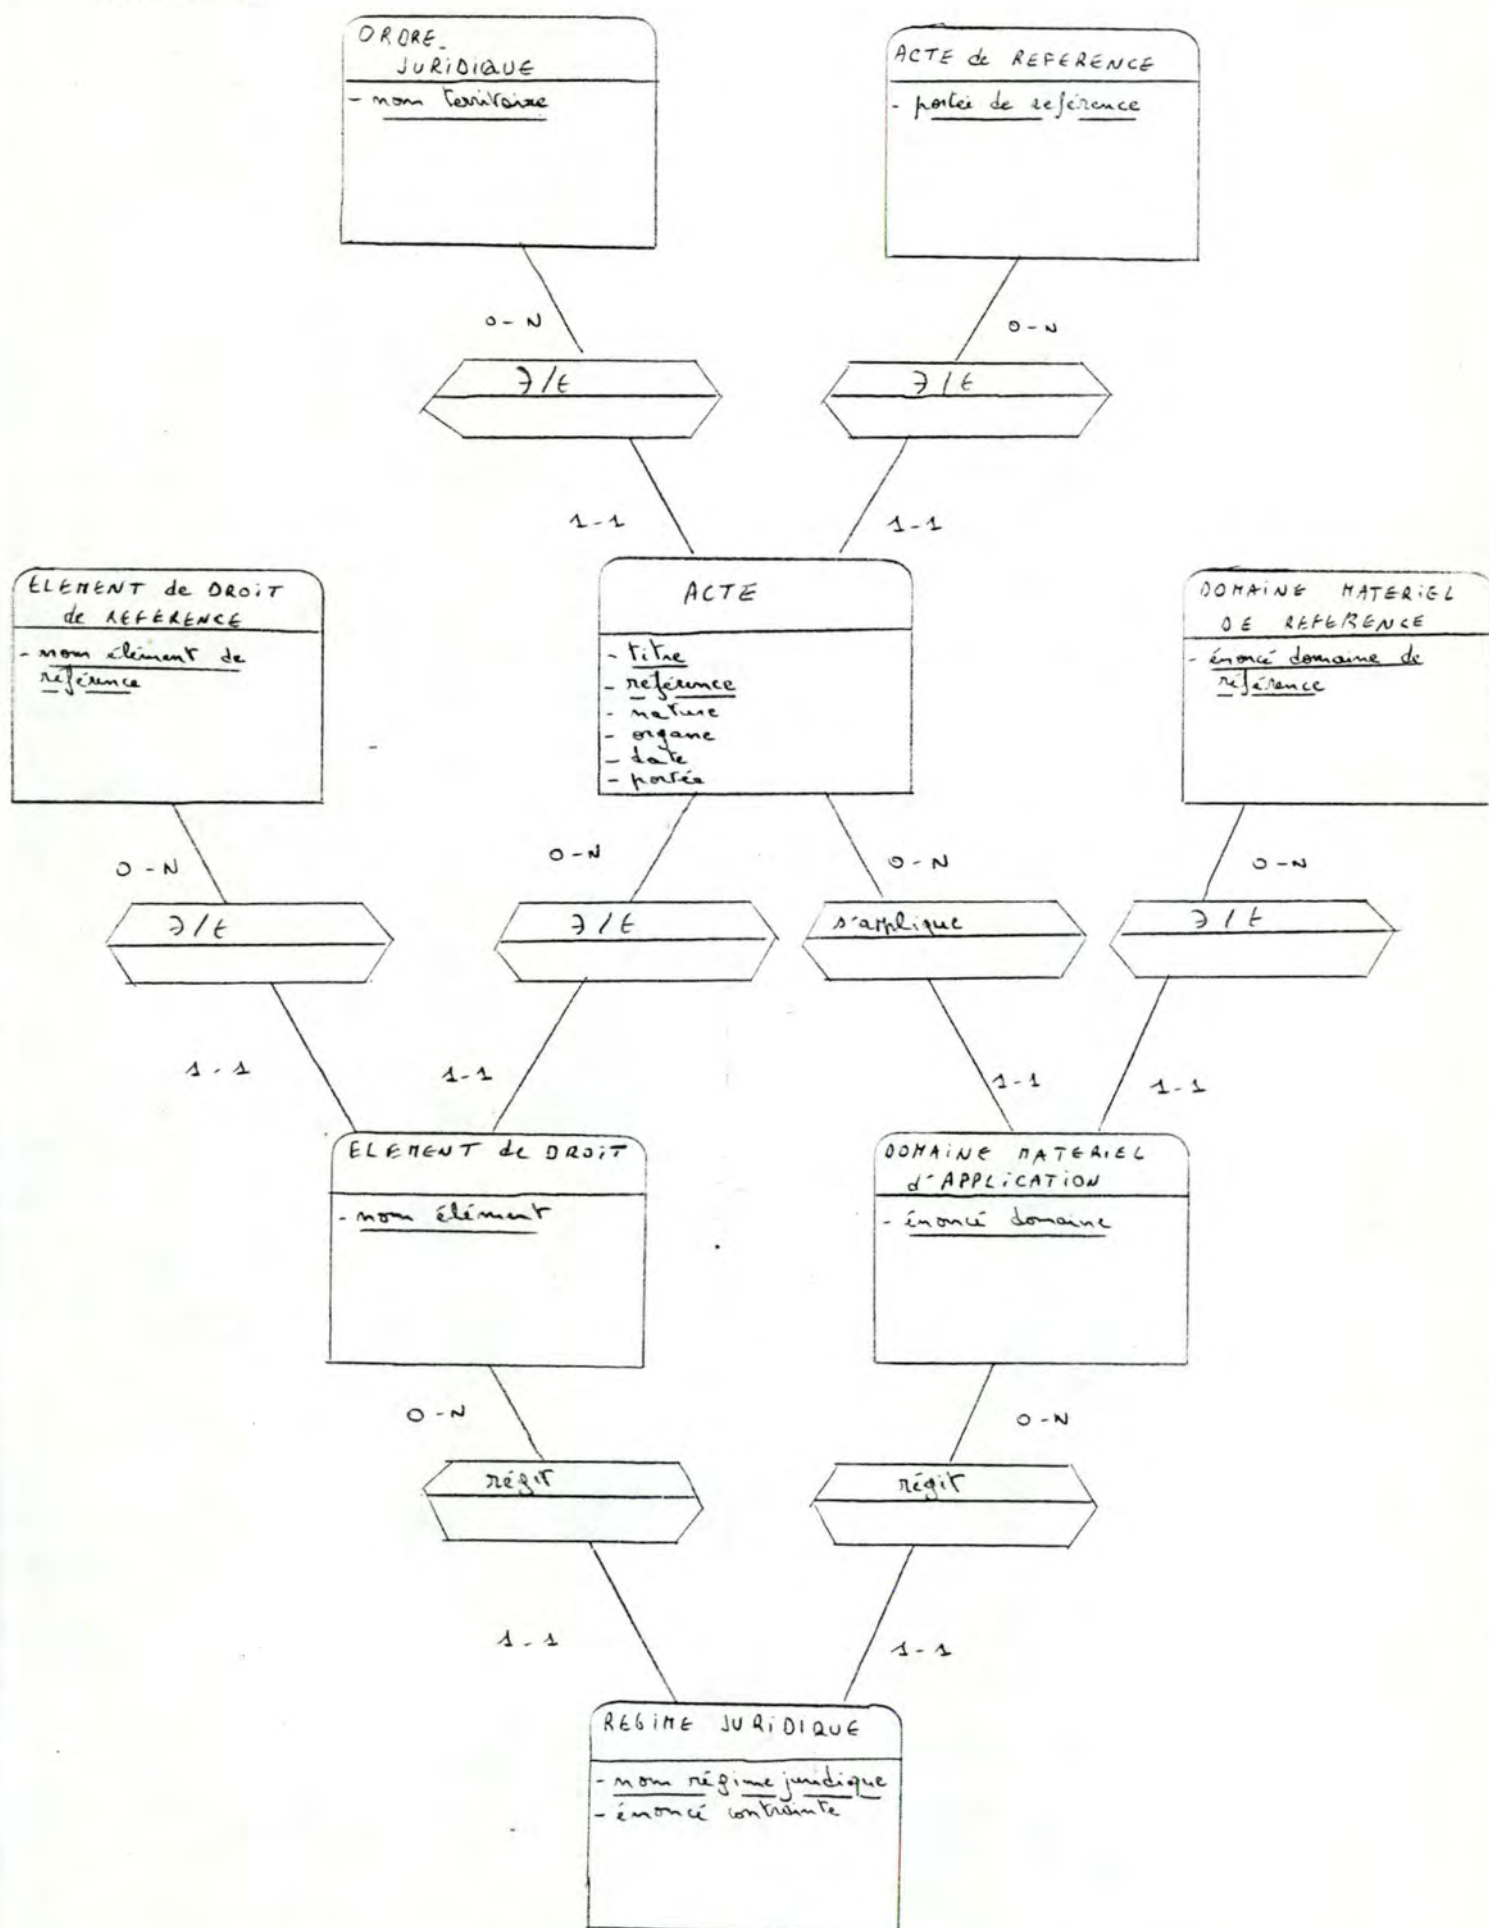 ORDRE_
JURIDIQUE
- nom territoire
ACTE de REFERENCE
- portée de référence
0-N
0-N
∋/∈
∋/∈
1-1
1-1
ELEMENT de DROIT
de REFERENCE
- nom élément de
référence
ACTE
- titre
- référence
- nature
- organe
- date
- portée
DOMAINE MATERIEL
DE REFERENCE
- énoncé domaine de
référence
0-N
0-N
0-N
0-N
∋/∈
∋/∈
s'applique
∋/∈
1-1
1-1
1-1
1-1
ELEMENT de DROIT
- nom élément
DOMAINE MATERIEL
d'APPLICATION
- énoncé domaine
0-N
0-N
régit
régit
1-1
1-1
REGIME JURIDIQUE
- nom régime juridique
- énoncé contrainte